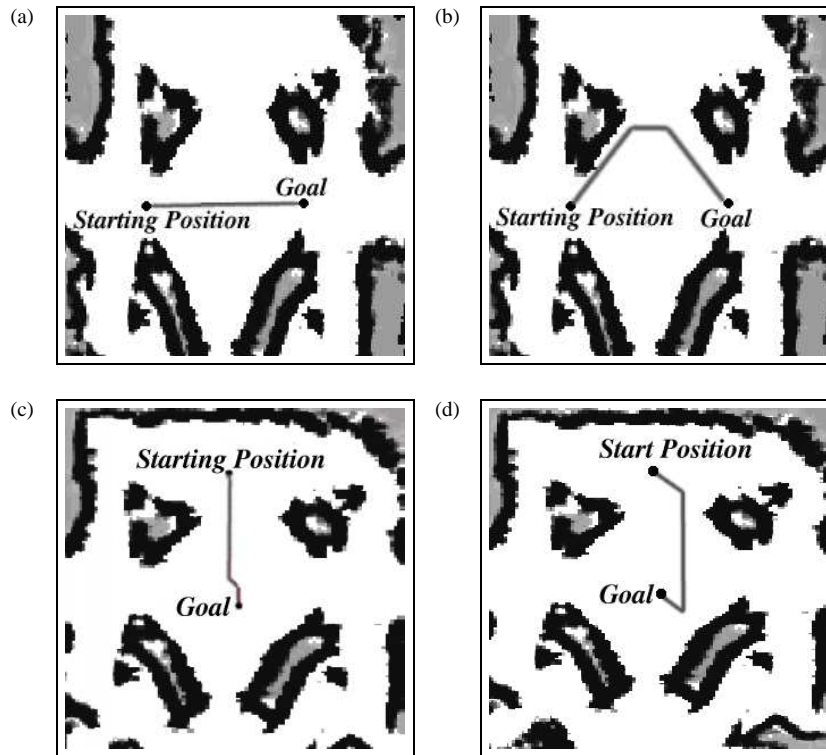 (a)
Goal
Starting Position
(b)
Starting Position
Goal
(c)
Starting Position
Goal
(d)
Start Position
Goal